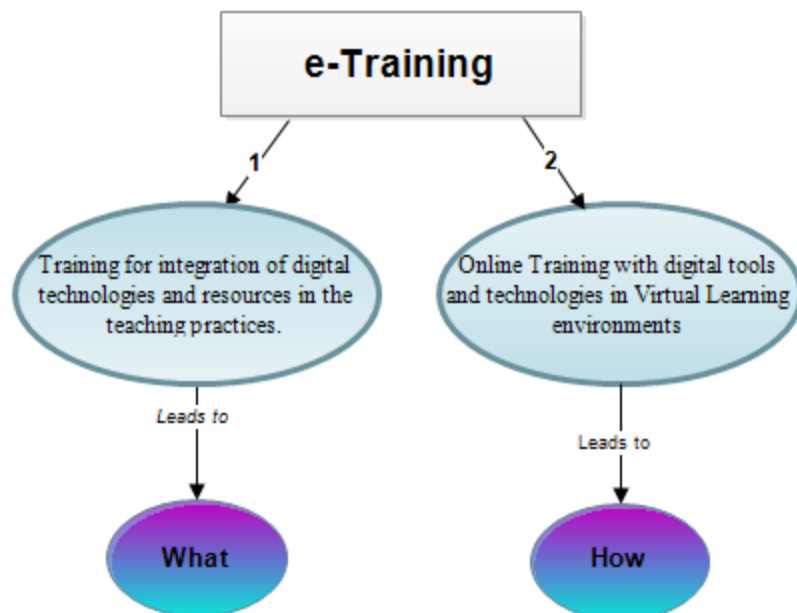 e-Training
1
2
Training for integration of digital
technologies and resources in the
teaching practices.
Online Training with digital tools
and technologies in Virtual Learning
environments
Leads to
Leads to
What
How